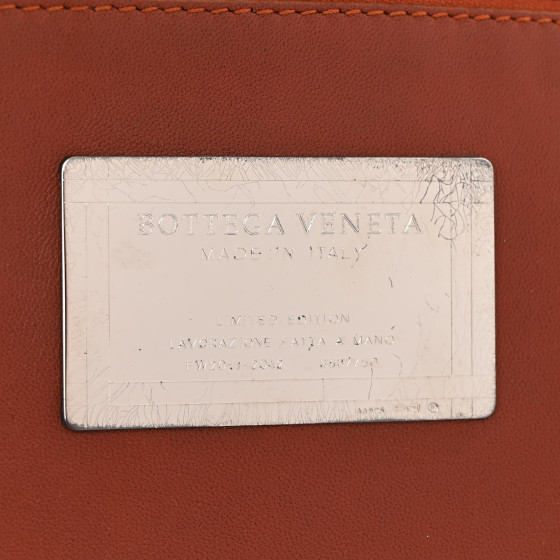 BOTTEGA VENETA
MADE IN ITALY
LIMITED EDITION
LAVORAZIONE FATTA A MANO